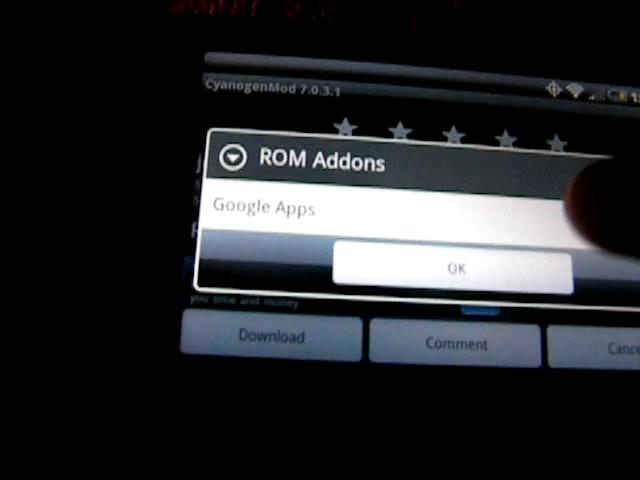 CyanogenMod 7.0.3.1
ROM Addons
Google Apps
OK
you time and money
Download
Comment